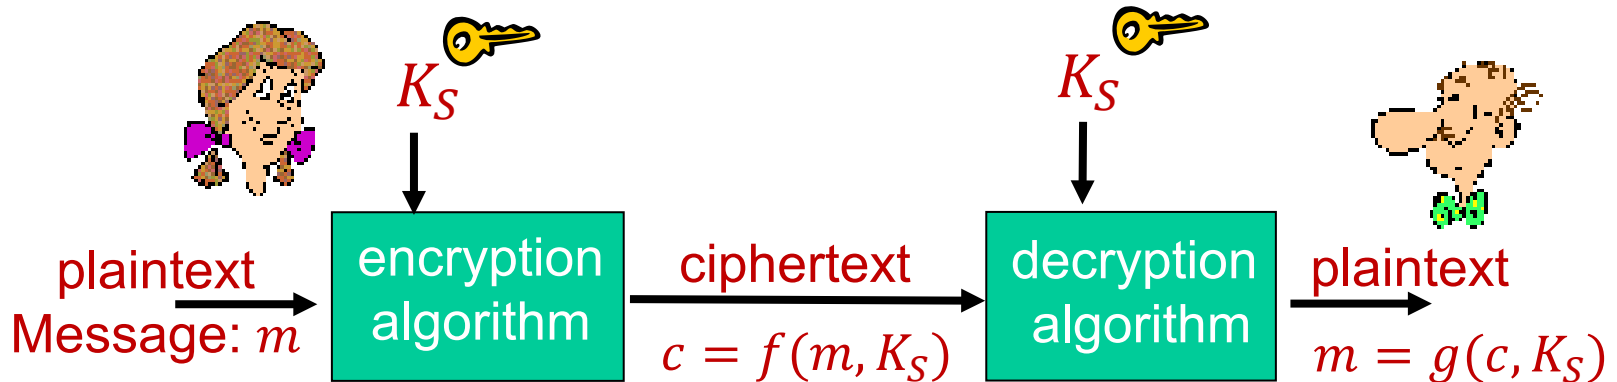 K_S
K_S
plaintext
Message: m
encryption
algorithm
ciphertext
c = f(m, K_S)
decryption
algorithm
plaintext
m = g(c, K_S)